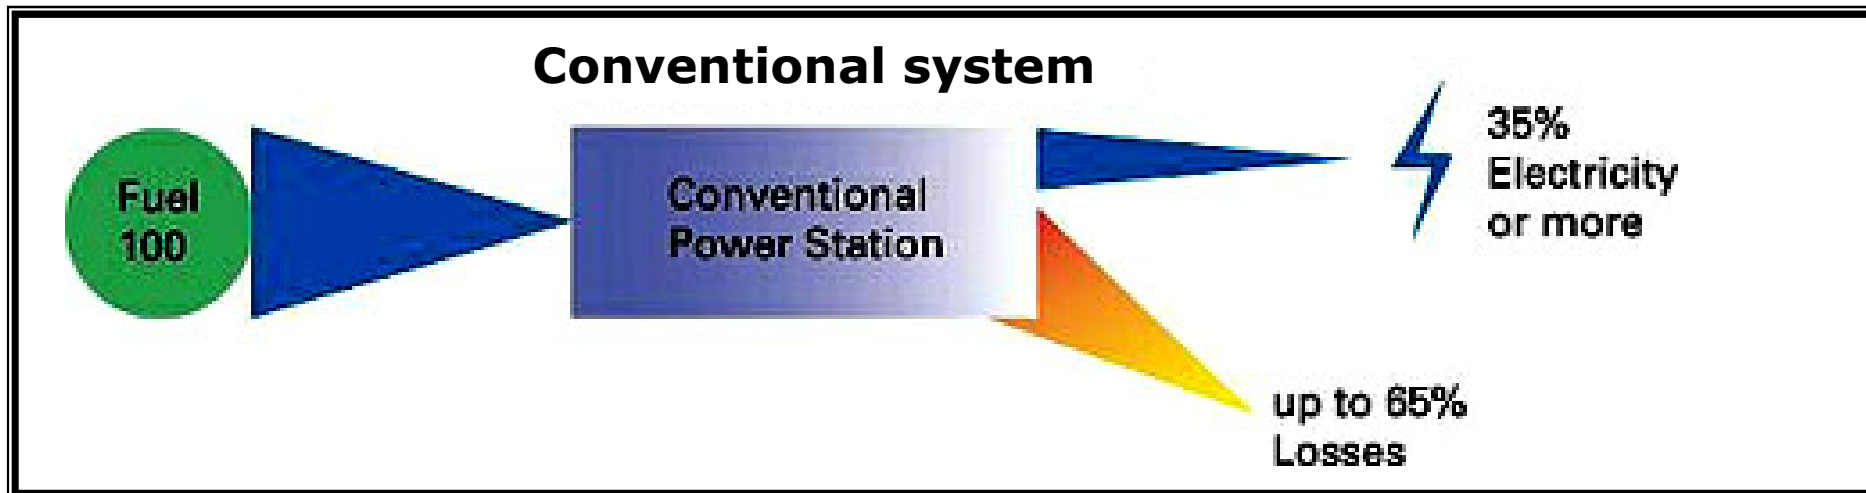 Conventional system
Fuel
100
Conventional
Power Station
35%
Electricity
or more
up to 65%
Losses